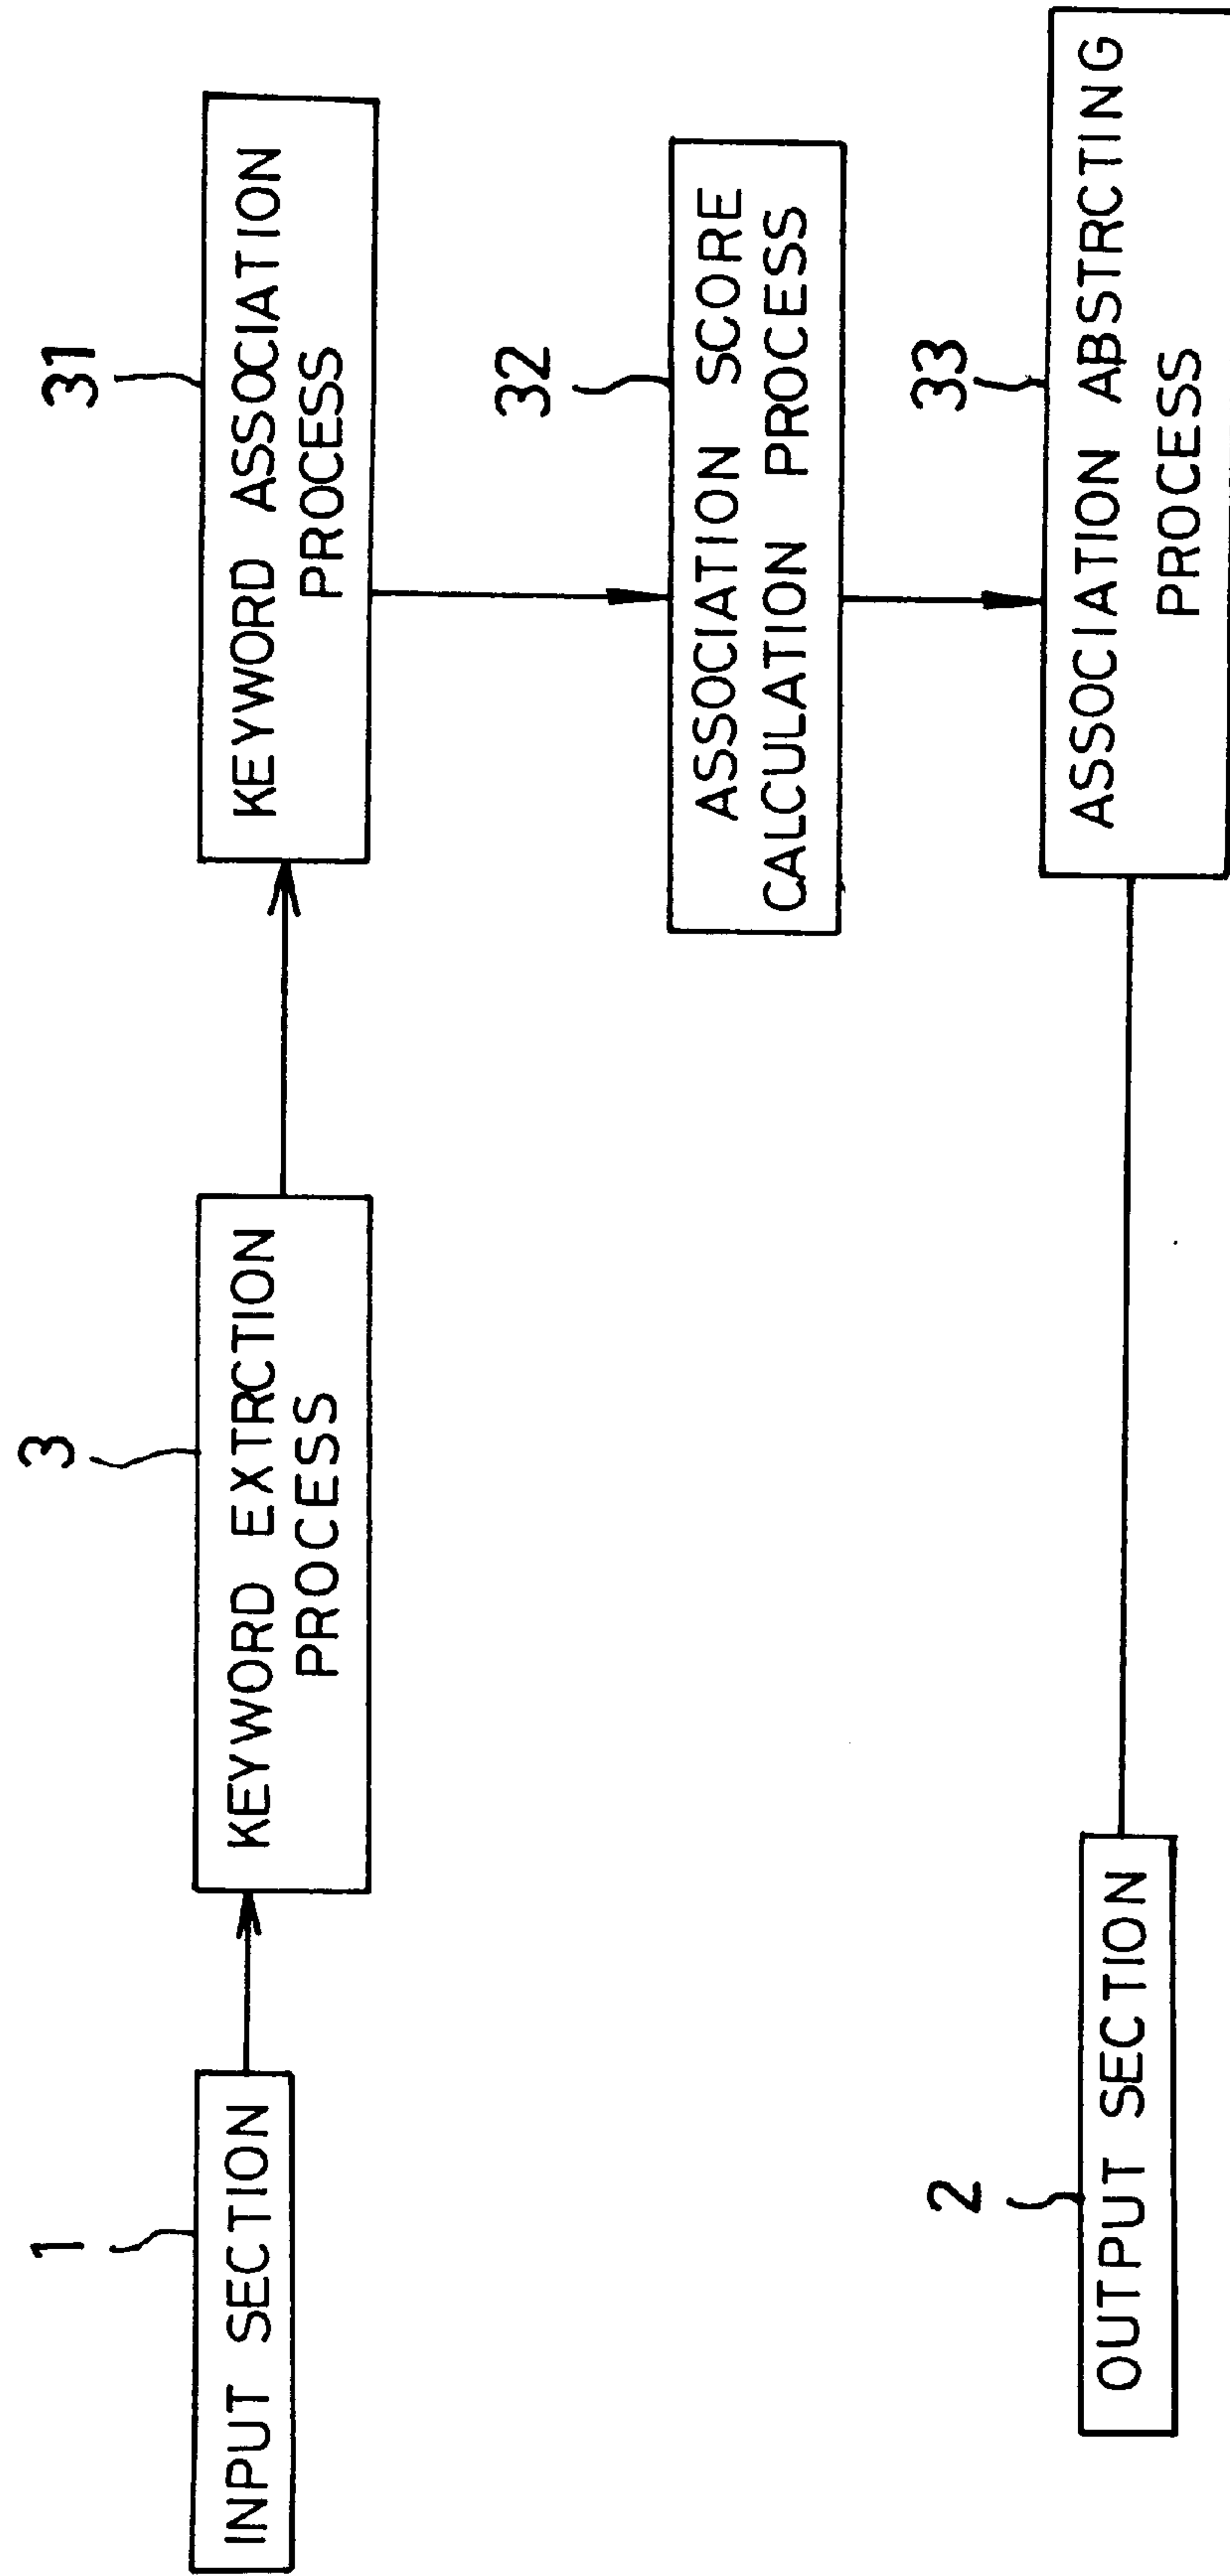 1
INPUT SECTION
3
KEYWORD EXTRCTION
PROCESS
31
KEYWORD ASSOCIATION
PROCESS
32
ASSOCIATION SCORE
CALCULATION PROCESS
33
ASSOCIATION ABSTRCTING
PROCESS
2
OUTPUT SECTION